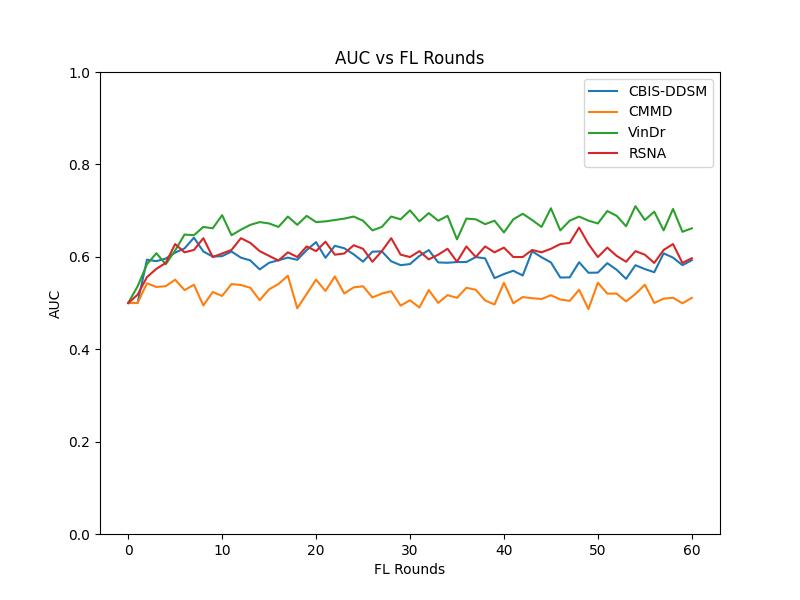 AUC vs FL Rounds
1.0
0.8
0.6
0.4
0.2
0.0
AUC
0 10 20 30 40 50 60
FL Rounds
CBIS-DDSM
CMMD
VinDr
RSNA